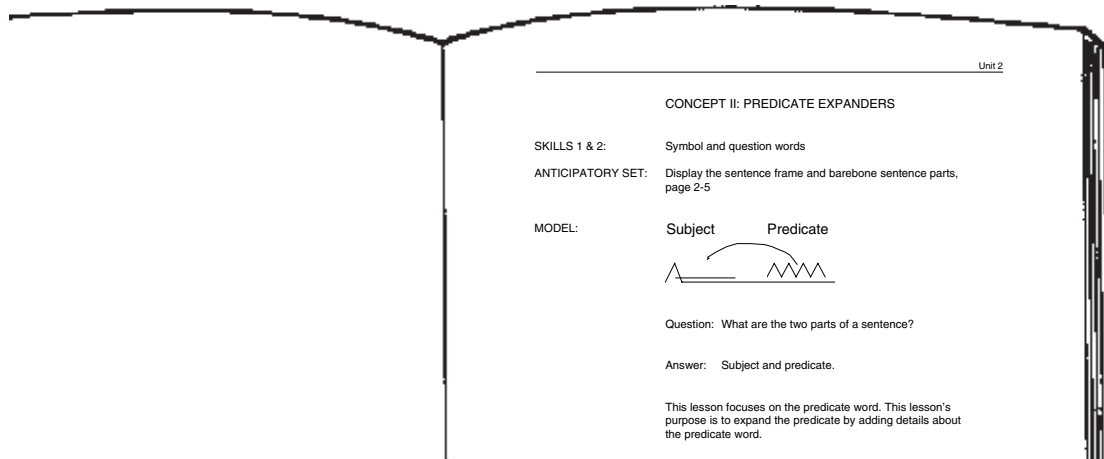 Unit 2
CONCEPT II: PREDICATE EXPANDERS
SKILLS 1 & 2: Symbol and question words
ANTICIPATORY SET: Display the sentence frame and barebone sentence parts,
page 2-5
MODEL: Subject Predicate
Question: What are the two parts of a sentence?
Answer: Subject and predicate.
This lesson focuses on the predicate word. This lesson's
purpose is to expand the predicate by adding details about
the predicate word.